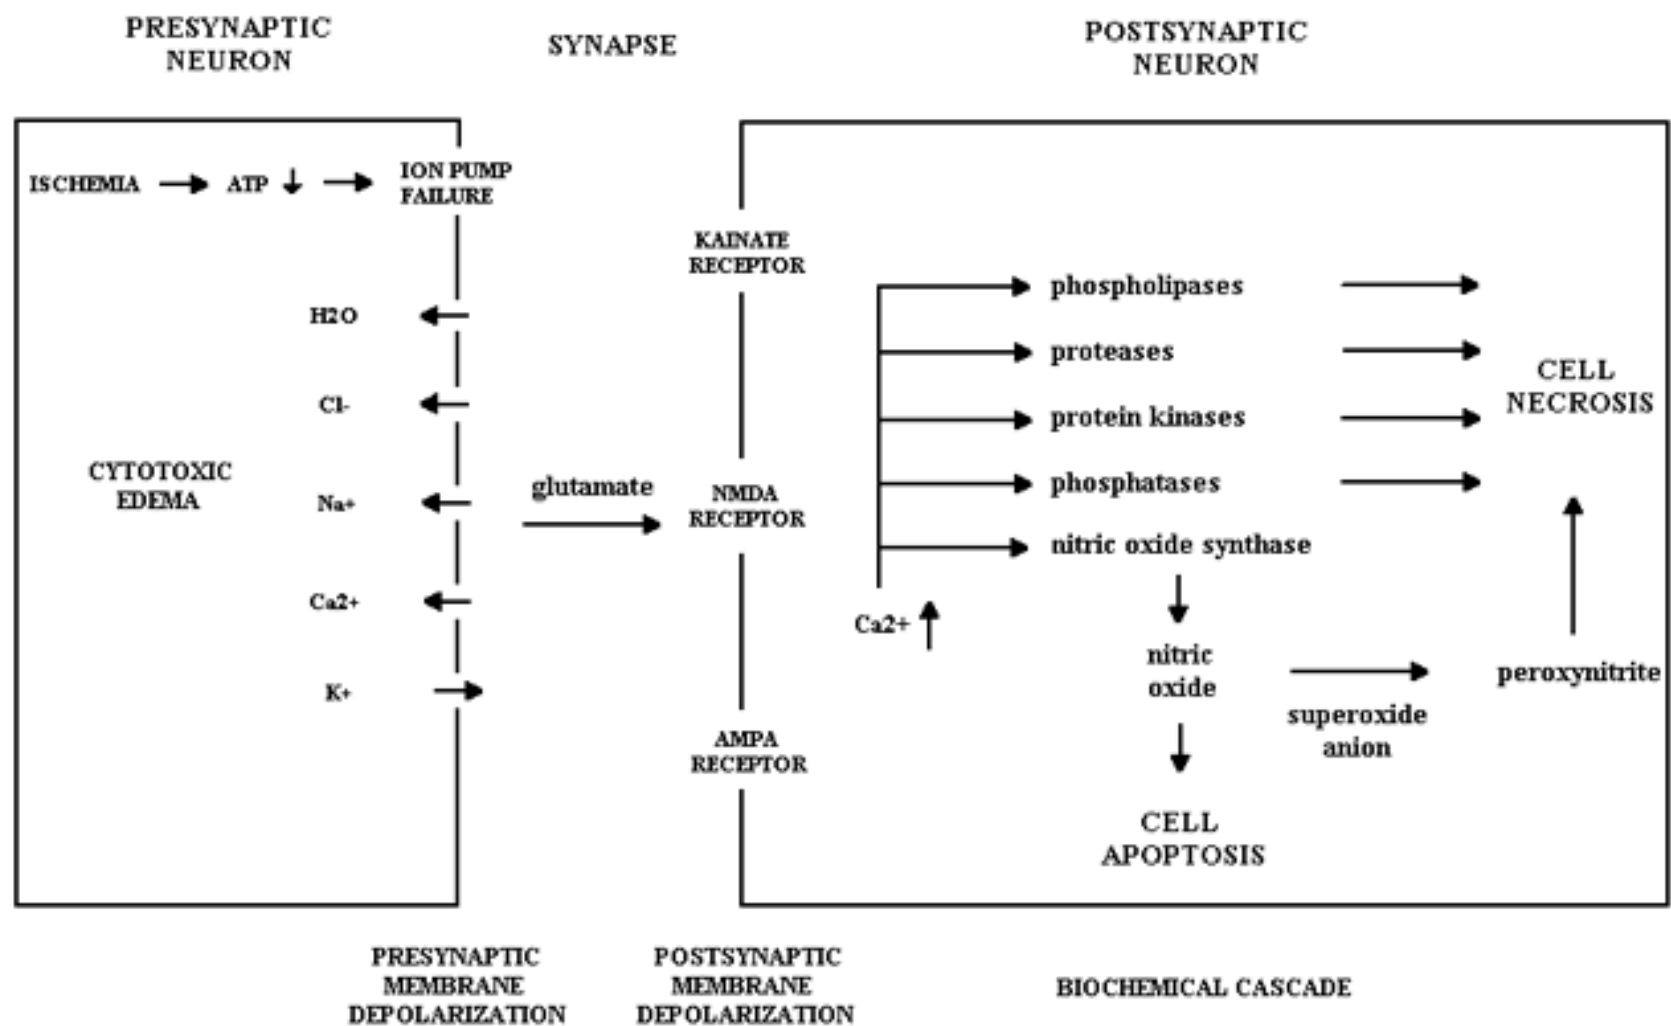 PRESYNAPTIC
NEURON
SYNAPSE
POSTSYNAPTIC
NEURON
ISCHEMIA
ATP
ION PUMP
FAILURE
H2O
Cl-
CYTOTOXIC
EDEMA
Na+
Ca2+
K+
glutamate
KAINATE
RECEPTOR
NMDA
RECEPTOR
AMPA
RECEPTOR
phospholipases
proteases
protein kinases
phosphatases
nitric oxide synthase
Ca2+
nitric
oxide
superoxide
anion
peroxynitrite
CELL
NECROSIS
CELL
APOPTOSIS
PRESYNAPTIC
MEMBRANE
DEPOLARIZATION
POSTSYNAPTIC
MEMBRANE
DEPOLARIZATION
BIOCHEMICAL CASCADE